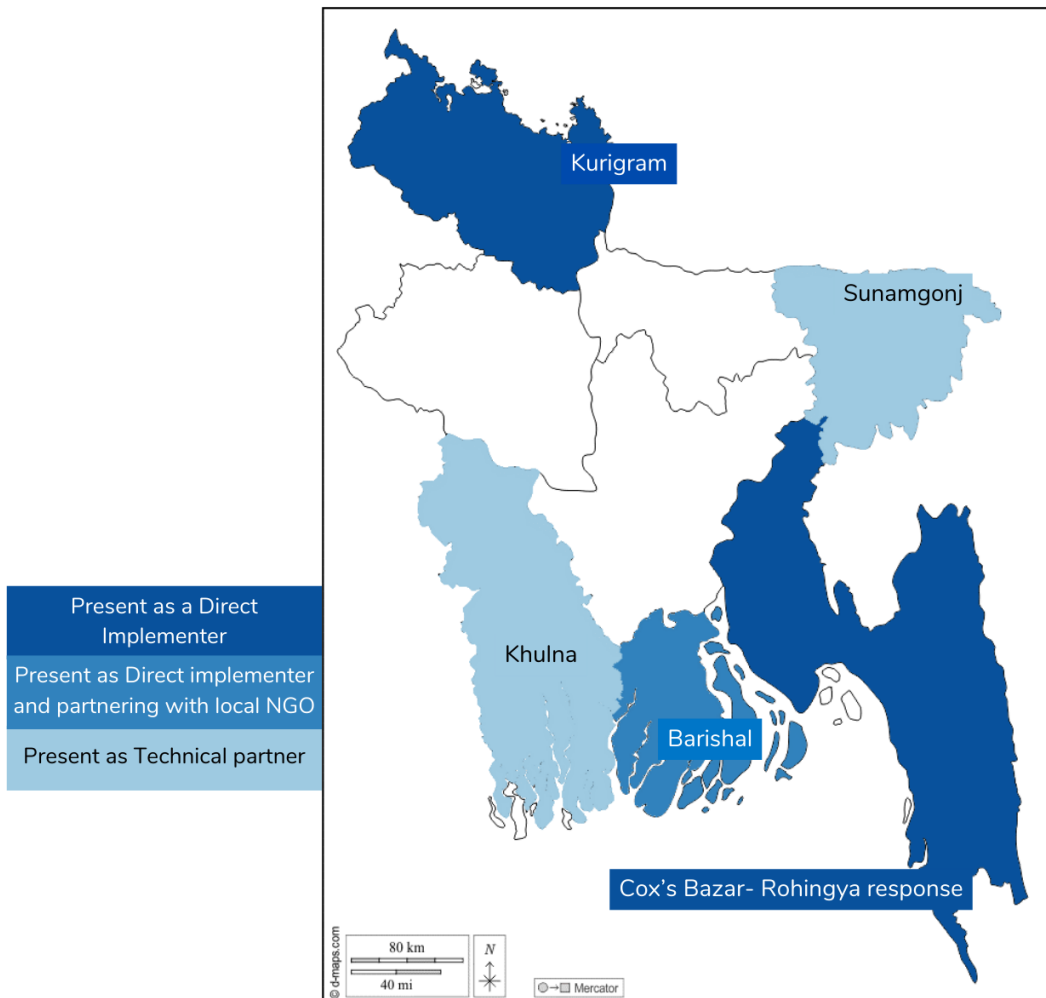 Kurigram
Sunamgonj
Present as a Direct
Implementer
Present as Direct implementer
and partnering with local NGO
Present as Technical partner
Khulna
Barishal
Cox's Bazar- Rohingya response
© d-maps.com
80 km
40 mi
N
Mercator